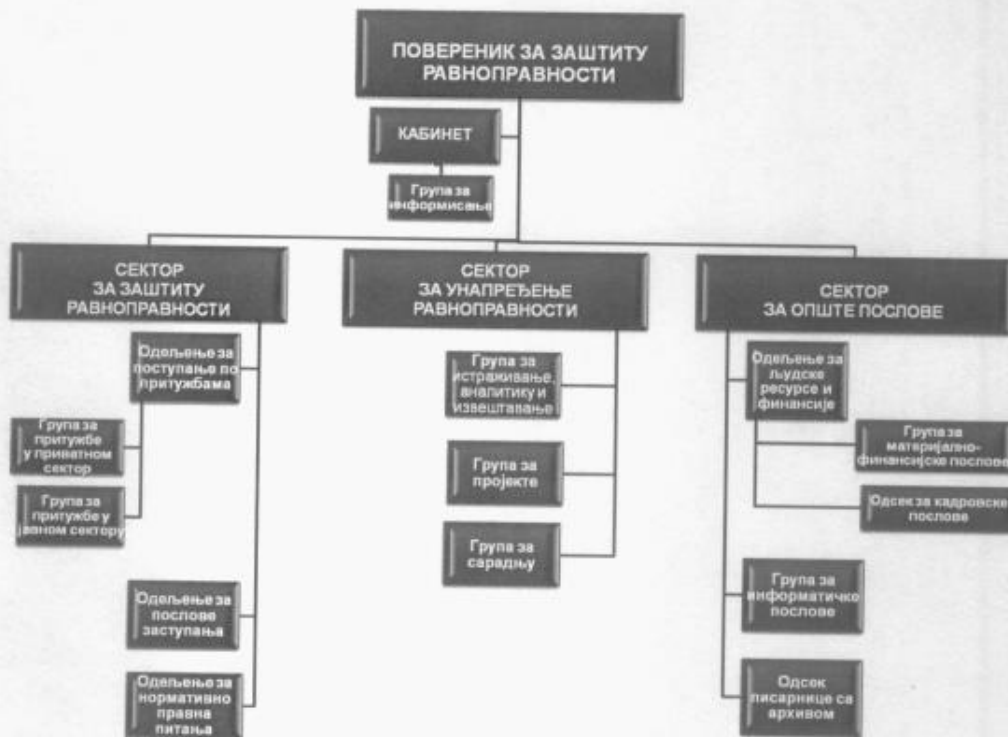 ПОВЕРЕНИК ЗА ЗАШТИТУ
РАВНОПРАВНОСТИ
КАБИНЕТ
Група за
информисање
СЕКТОР
ЗА ЗАШТИТУ
РАВНОПРАВНОСТИ
Одељење за
поступање по
притужбама
Група за
притужбе
у приватном
сектор
Група за
притужбе у
јавном сектору
Одељење за
послове
заступања
Одељење за
нормативно
правна
питања
СЕКТОР
ЗА УНАПРЕЂЕЊЕ
РАВНОПРАВНОСТИ
Група за
истраживање,
аналитику и
извештавање
Група за
пројекте
Група за
сарадњу
СЕКТОР
ЗА ОПШТЕ ПОСЛОВЕ
Одељење за
људске
ресурсе и
финансије
Група за
материјално-
финансијске послове
Одсек за кадровске
послове
Група за
информатичко
послове
Одсек
писарнице са
архивом